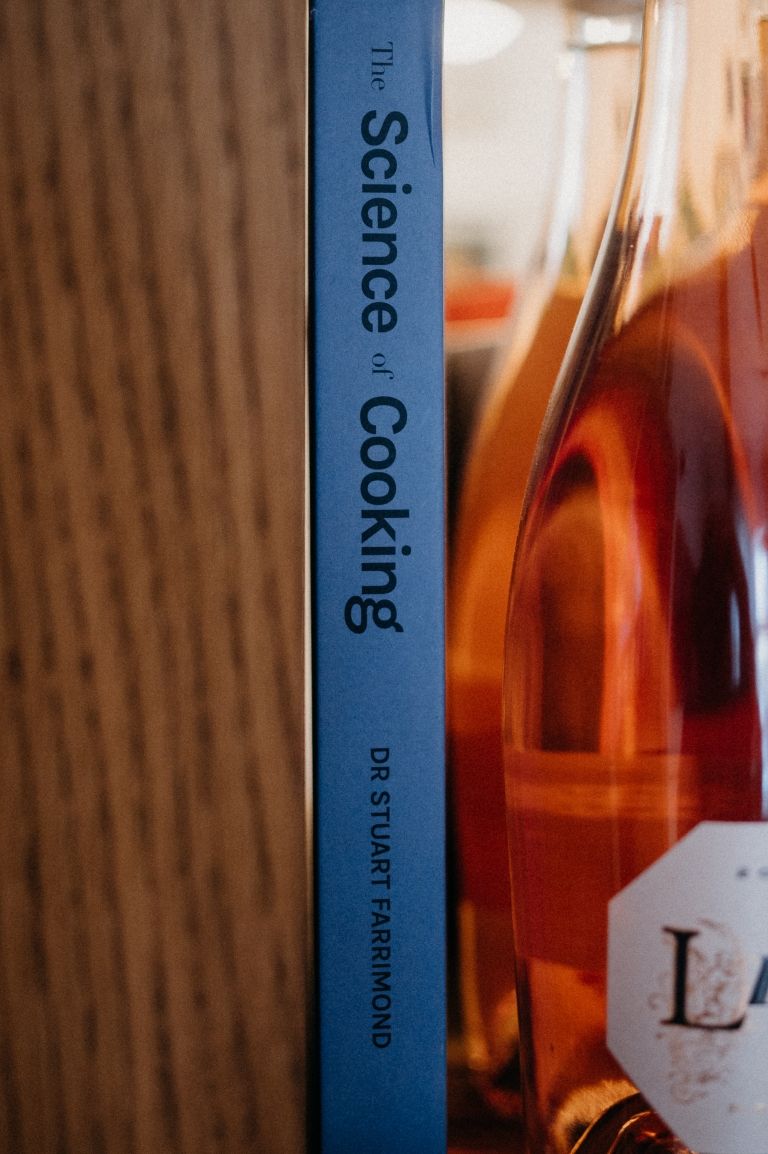 The Science of Cooking
DR STUART FARRIMOND